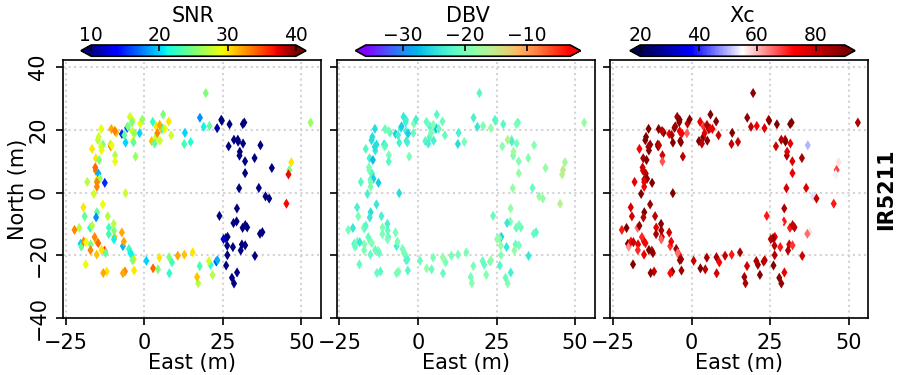 SNR DBV Xc
10 20 30 40 −30 −20 −10 20 40 60 80
40
20
0
−20
−40
North (m)
−25 0 25 50 −25 0 25 50 −25 0 25 50
East (m) East (m) East (m)
IR5211